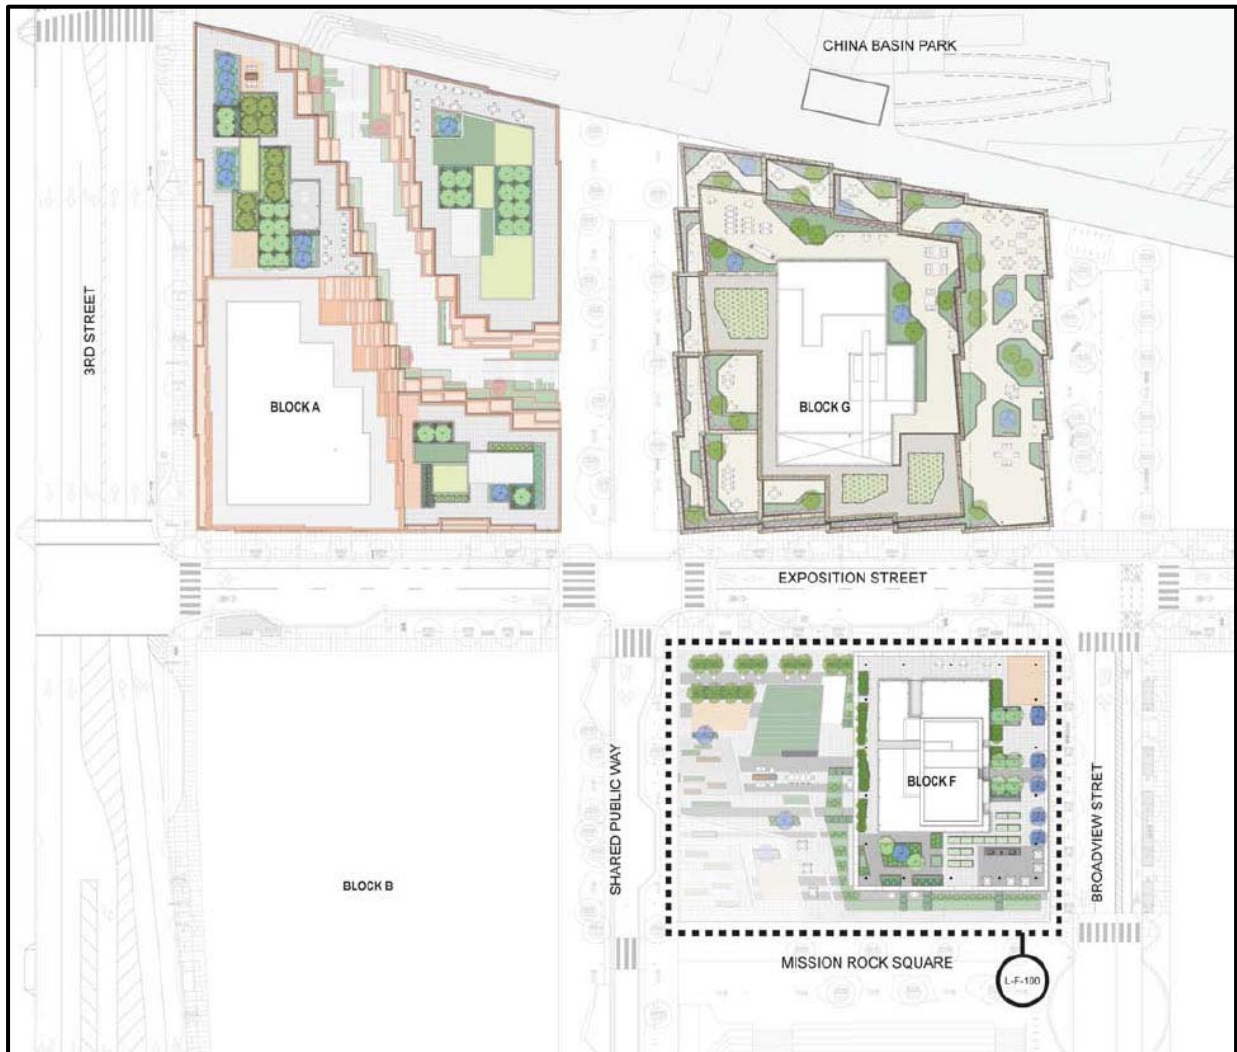 CHINA BASIN PARK
3RD STREET
BLOCK A
BLOCK G
EXPOSITION STREET
SHARED PUBLIC WAY
BLOCK F
BROADVIEW STRET
BLOCK B
MISSION ROCK SQUARE
L-F-100